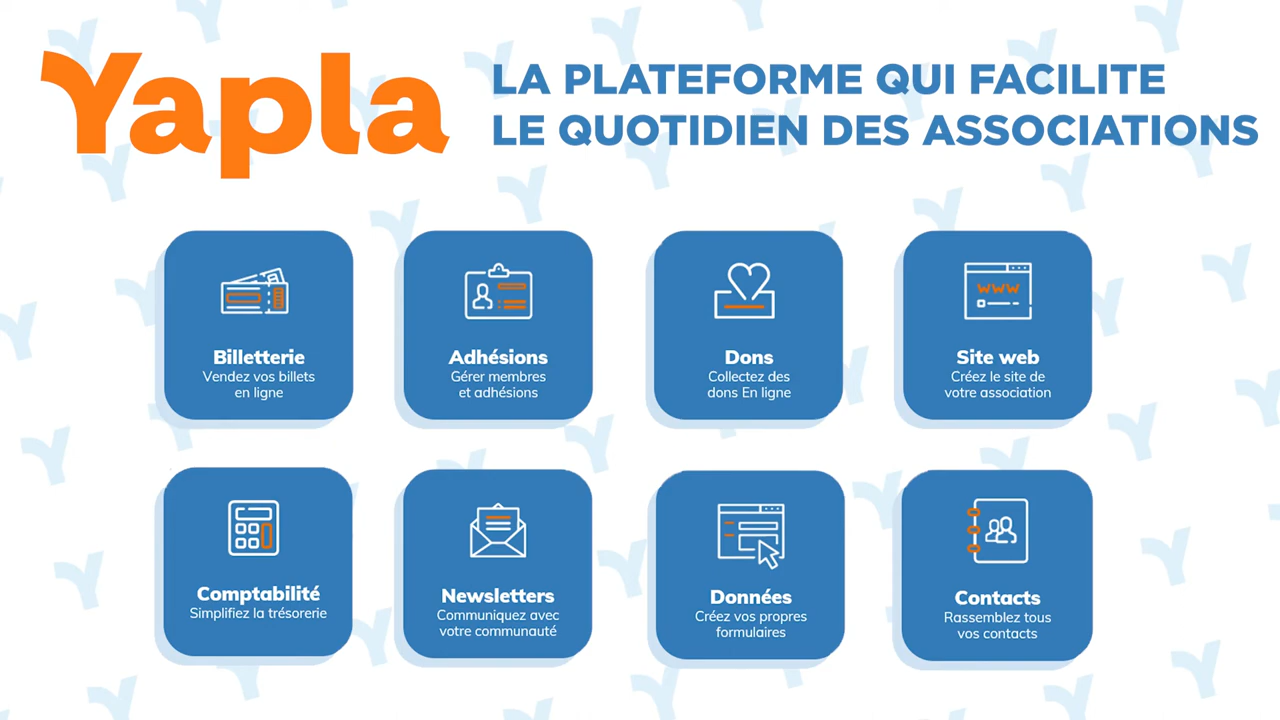 Yapla
LA PLATEFORME QUI FACILITE
LE QUOTIDIEN DES ASSOCIATIONS
Billetterie
Vendez vos billets
en ligne
Adhésions
Gérer membres
et adhésions
Dons
Collectez des
dons En ligne
www
Site web
Créez le site de
votre association
Comptabilité
Simplifiez la trésorerie
Newsletters
Communiquez avec
votre communauté
Données
Créez vos propres
formulaires
Contacts
Rassemblez tous
vos contacts